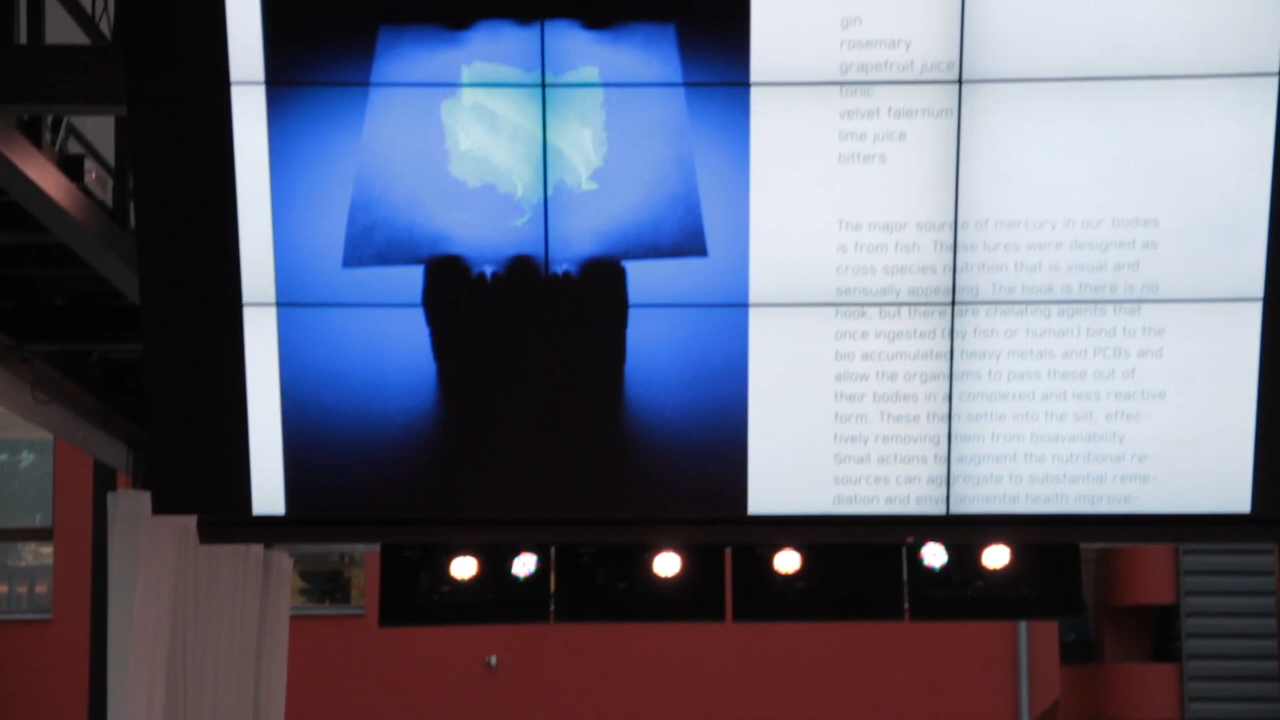 gin
rosemary
grapefruit juice
tonic
velvet falernum
lime juice
bitters
The major source of mercury in our bodies
is from fish. These lures were designed as
cross species nutrition that is visual and
sensually appealing. The hook is there is no
hook, but there are chelating agents that
once ingested (by fish or human) bind to the
bio accumulated heavy metals and PCBs and
allow the organisms to pass these out of
their bodies in a complexed and less reactive
form. These then settle into the silt, effec-
tively removing them from bioavailability.
Small actions to augment the nutritional re-
sources can aggregate to substantial reme-
diation and environmental health improve-